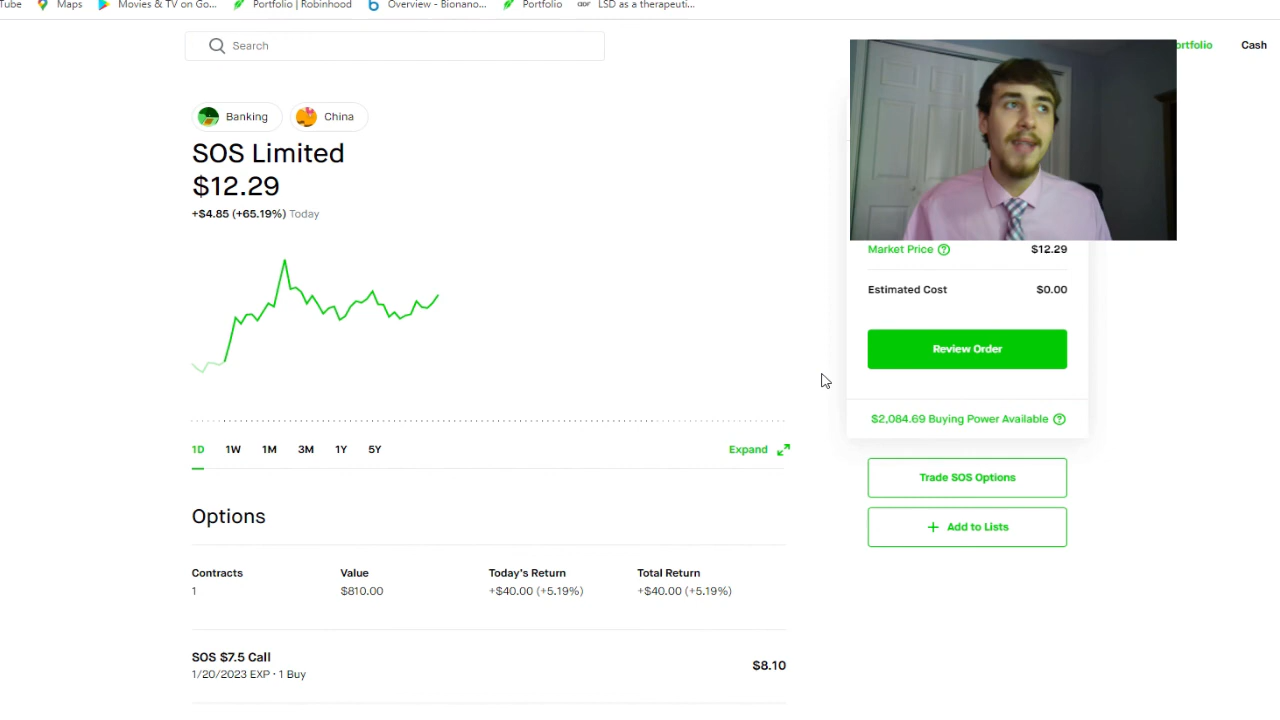 Tube Maps Movies & TV on Go... Portfolio | Robinhood Overview - Bionano... Portfolio LSD as a therapeuti...
Search
ortfolio Cash
Banking China
SOS Limited
$12.29
+$4.85 (+65.19%) Today
Market Price $12.29
Estimated Cost $0.00
Review Order
$2,084.69 Buying Power Available
1D 1W 1M 3M 1Y 5Y Expand
Trade SOS Options
+ Add to Lists
Options
Contracts Value Today's Return Total Return
1 $810.00 +$40.00 (+5.19%) +$40.00 (+5.19%)
SOS $7.5 Call
1/20/2023 EXP · 1 Buy
$8.10